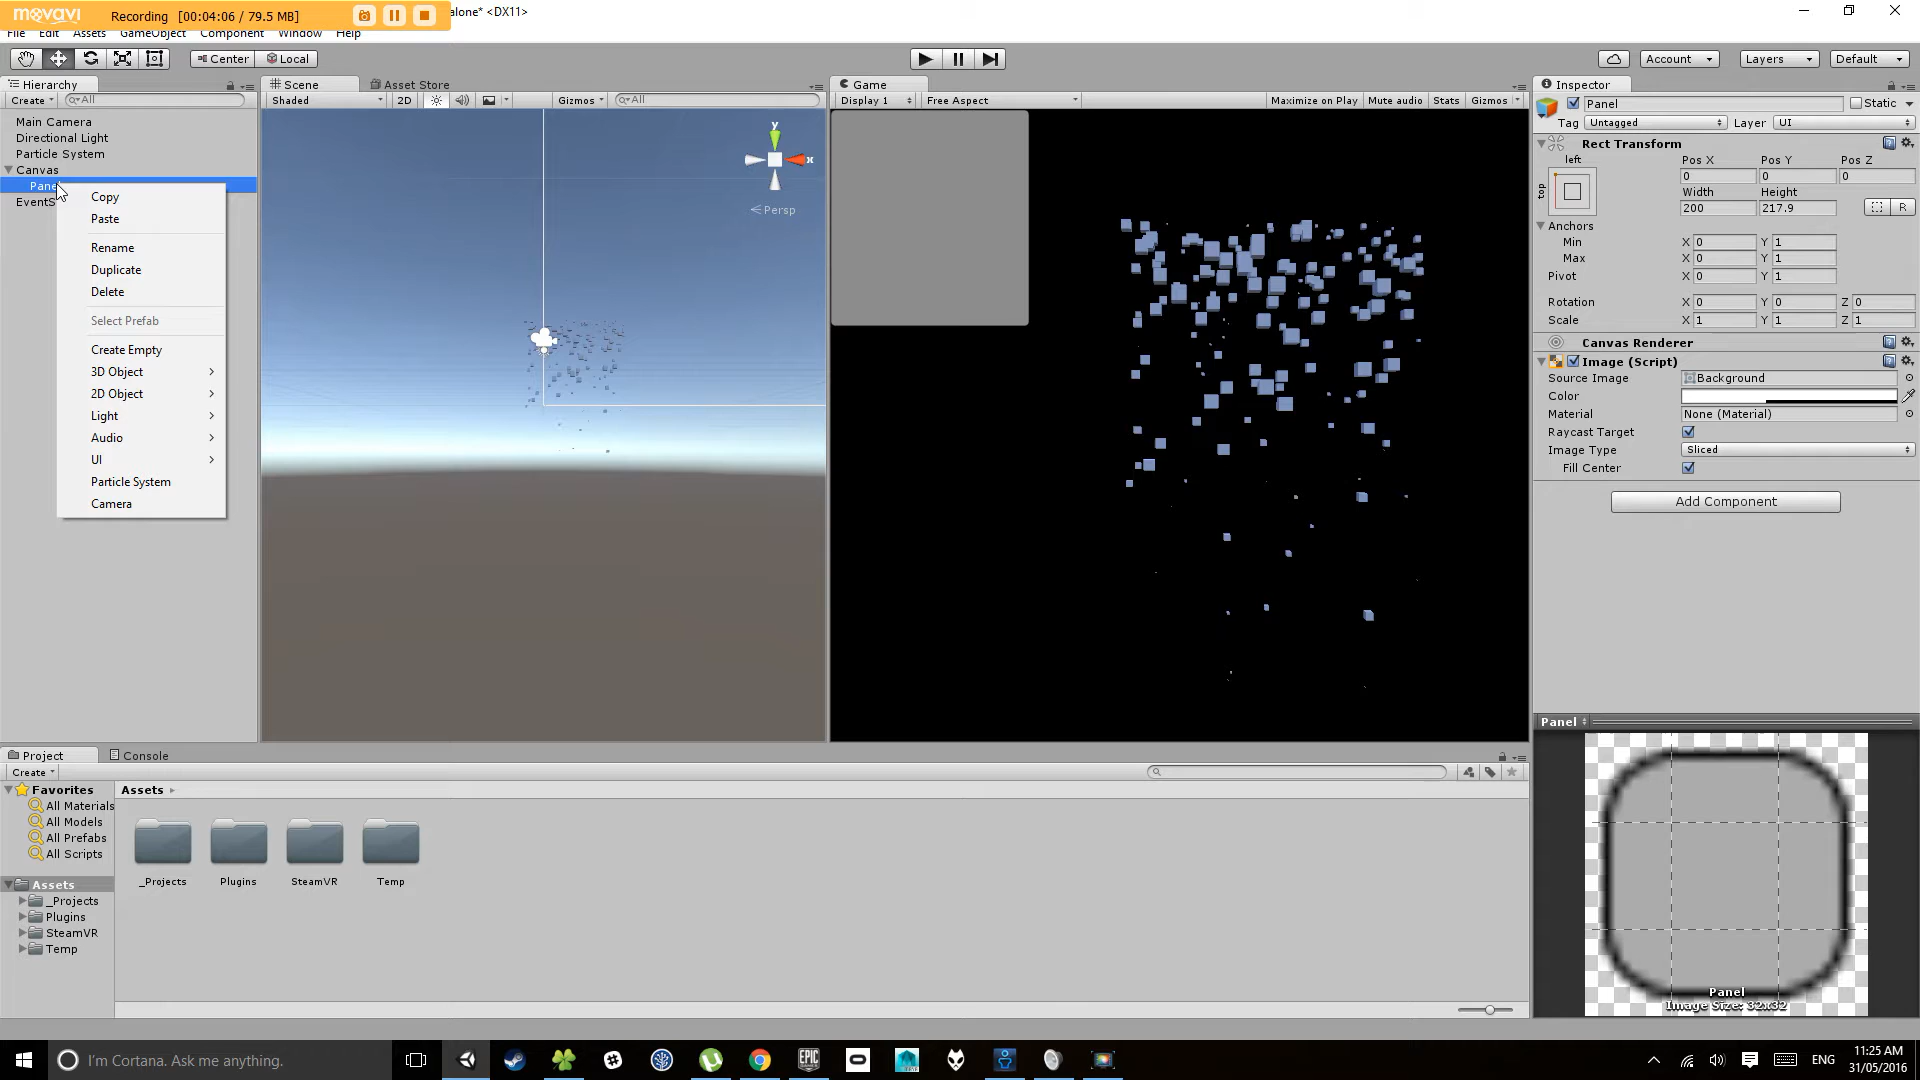 movavi Recording [00:04:06 / 79.5 MB] alone* <DX11>
File Edit Assets GameObject Component Window Help
Center Local Account Layers Default
Hierarchy
Create All
Main Camera
Directional Light
Particle System
Canvas
Pane
EventS
Copy
Paste
Rename
Duplicate
Delete
Select Prefab
Create Empty
3D Object
2D Object
Light
Audio
UI
Particle System
Camera
Scene Asset Store
Shaded 2D Gizmos All
y
x
Persp
Game
Display 1 Free Aspect Maximize on Play Mute audio Stats Gizmos
Inspector
Panel Static
Tag Untagged Layer UI
Rect Transform
left
top
Pos X Pos Y Pos Z
0 0 0
Width Height
200 217.9 R
Anchors
Min X 0 Y 1
Max X 0 Y 1
Pivot X 0 Y 1
Rotation X 0 Y 0 Z 0
Scale X 1 Y 1 Z 1
Canvas Renderer
Image (Script)
Source Image Background
Color
Material None (Material)
Raycast Target
Image Type Sliced
Fill Center
Add Component
Panel
Panel
Image Size: 32x32
Project Console
Create
Favorites
All Materials
All Models
All Prefabs
All Scripts
Assets
_Projects
Plugins
SteamVR
Temp
Assets
_Projects Plugins SteamVR Temp
I'm Cortana. Ask me anything.
EPIC
ENG
11:25 AM
31/05/2016